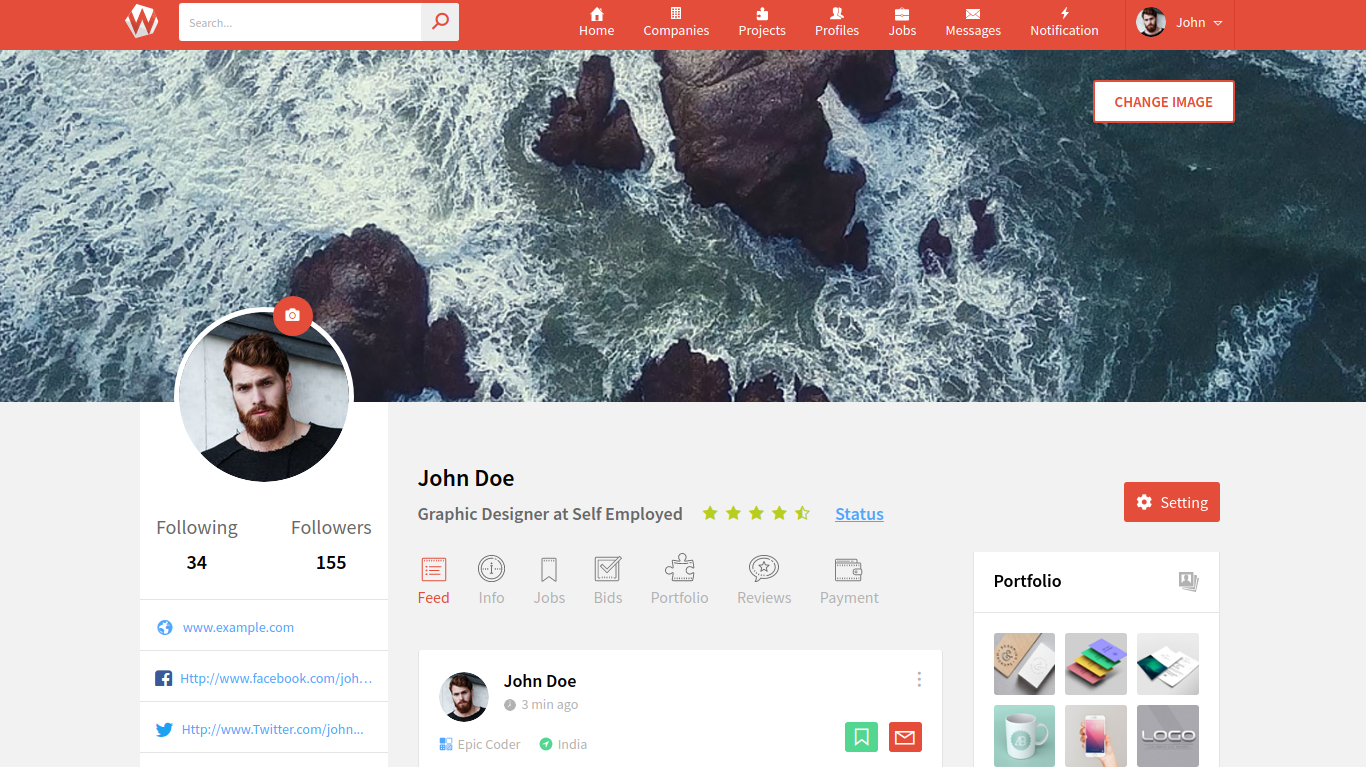 Search...
Home
Companies
Projects
Profiles
Jobs
Messages
Notification
John
CHANGE IMAGE
John Doe
Graphic Designer at Self Employed
Status
Setting
Following
Followers
34
155
Feed
Info
Jobs
Bids
Portfolio
Reviews
Payment
www.example.com
Http://www.facebook.com/joh...
Http://www.Twitter.com/john...
John Doe
3 min ago
Epic Coder
India
Portfolio
LOGO